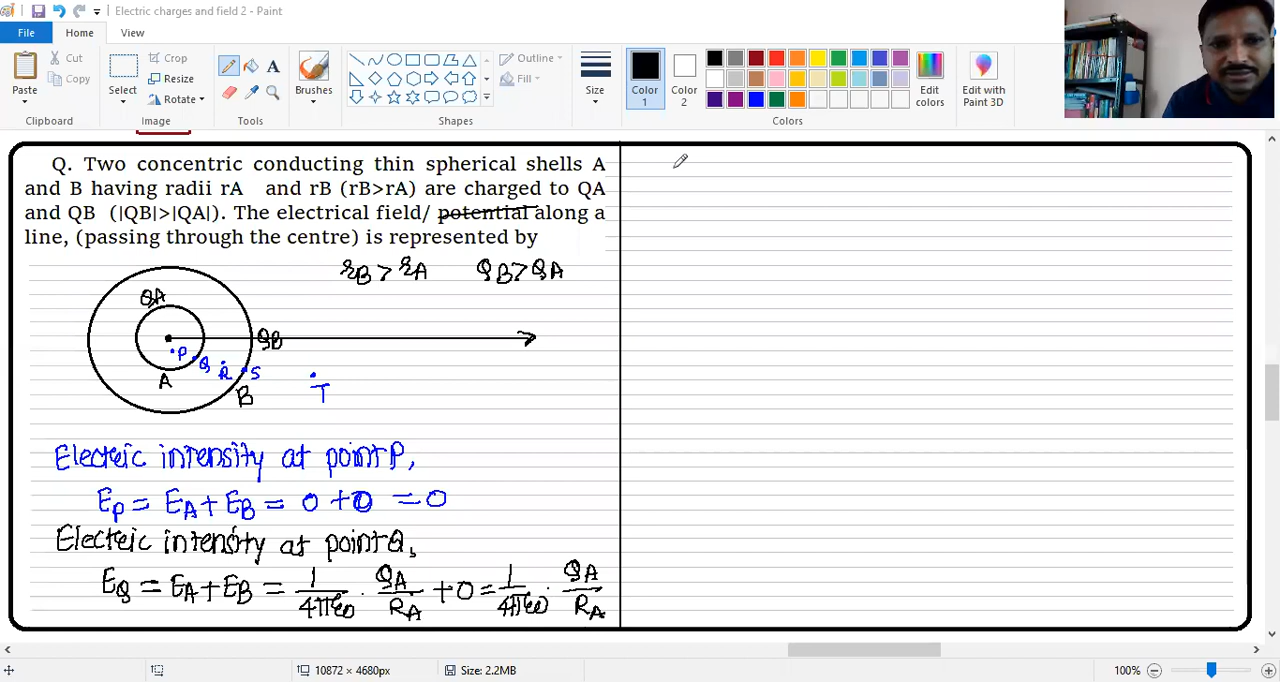 Electric charges and field 2 - Paint
File Home View
Paste
Cut
Copy
Clipboard
Select
Crop
Resize
Rotate
Image
A
Tools
Brushes
Shapes
Outline
Fill
Size
Color 1
Color 2
Edit colors
Edit with Paint 3D
Colors
Q. Two concentric conducting thin spherical shells A
and B having radii rA and rB (rB>rA) are charged to QA
and QB (|QB|>|QA|). The electrical field/ potential along a
line, (passing through the centre) is represented by
rB > rA QB > QA
QA
QB
P
Q
R
S
A
B
T
Electric intensity at point P,
EP = EA + EB = 0 + 0 = 0
Electric intensity at point Q,
EQ = EA + EB = 1/4πϵ0 · QA/RA + 0 = 1/4πϵ0 · QA/RA
10872 × 4680px
Size: 2.2MB
100%